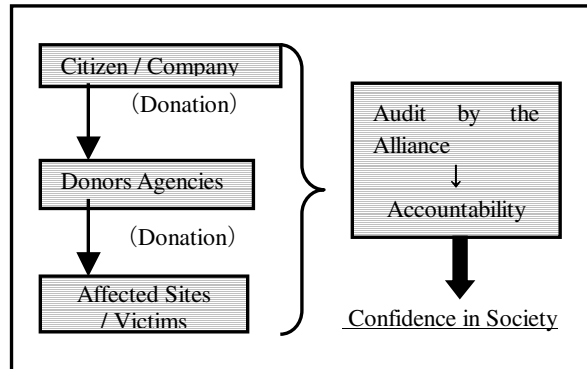 Citizen / Company
(Donation)
Donors Agencies
(Donation)
Affected Sites
/ Victims
Audit by the
Alliance
↓
Accountability
Confidence in Society